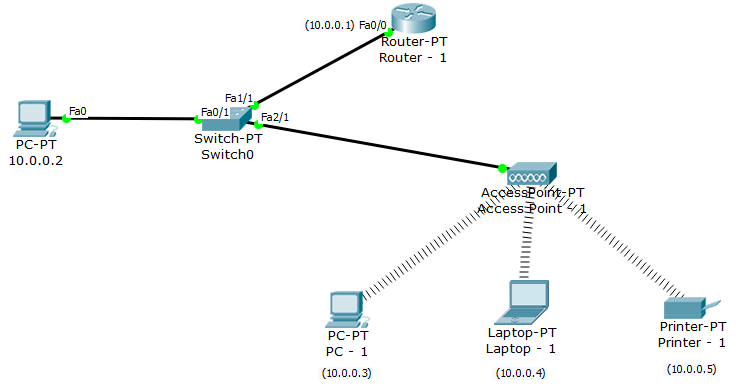 (10.0.0.1) Fa0/0
Router-PT
Router - 1
Fa1/1
Fa0
Fa0/1
Fa2/1
PC-PT
10.0.0.2
Switch-PT
Switch0
AccessPoint-PT
Access Point - 1
PC-PT
PC - 1
(10.0.0.3)
Laptop-PT
Laptop - 1
(10.0.0.4)
Printer-PT
Printer - 1
(10.0.0.5)